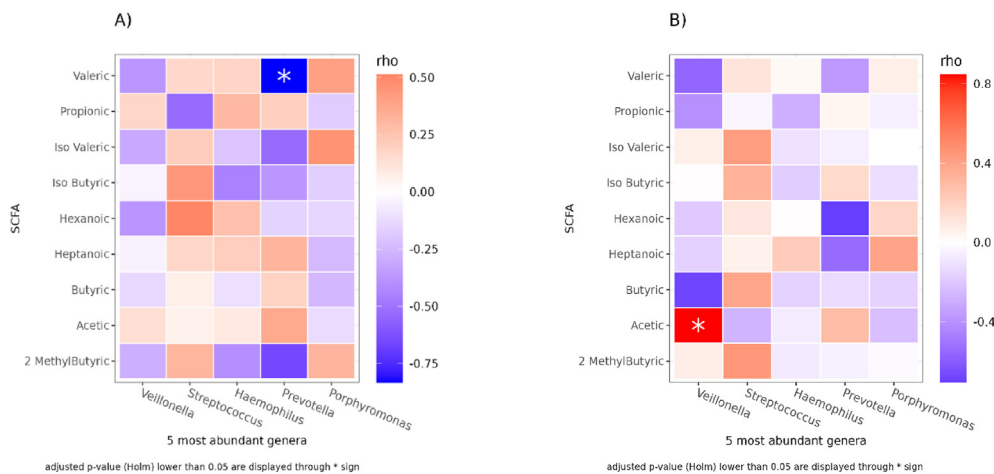 A)
rho
SCFA
Valeric
Propionic
Iso Valeric
Iso Butyric
Hexanoic
Heptanoic
Butyric
Acetic
2 MethylButyric
*
0.50
0.25
0.00
-0.25
-0.50
-0.75
Veillonella
Streptococcus
Haemophilus
Prevotella
Porphyromonas
5 most abundant genera
adjusted p-value (Holm) lower than 0.05 are displayed through * sign
B)
rho
SCFA
Valeric
Propionic
Iso Valeric
Iso Butyric
Hexanoic
Heptanoic
Butyric
Acetic
2 MethylButyric
*
0.8
0.4
0.0
-0.4
Veillonella
Streptococcus
Haemophilus
Prevotella
Porphyromonas
5 most abundant genera
adjusted p-value (Holm) lower than 0.05 are displayed through * sign